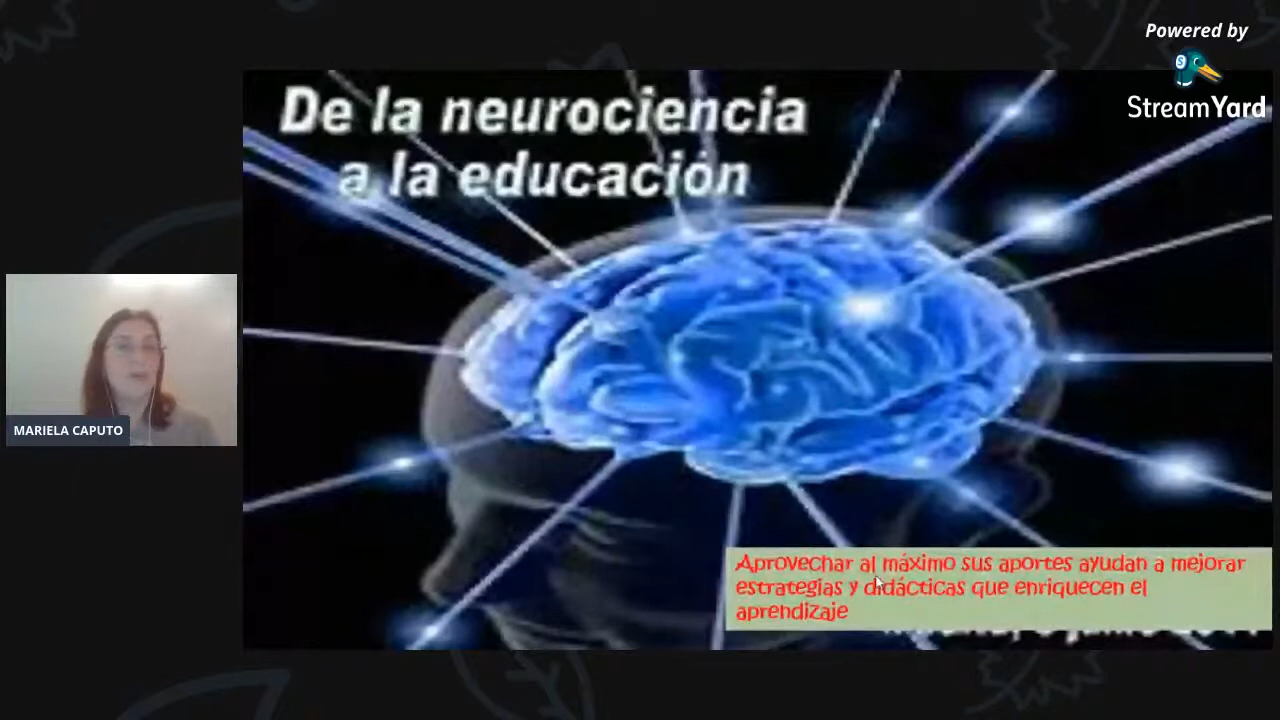 Powered by
StreamYard
De la neurociencia
a la educación
MARIELA CAPUTO
Aprovechar al máximo sus aportes ayudan a mejorar
estrategias y didácticas que enriquecen el
aprendizaje